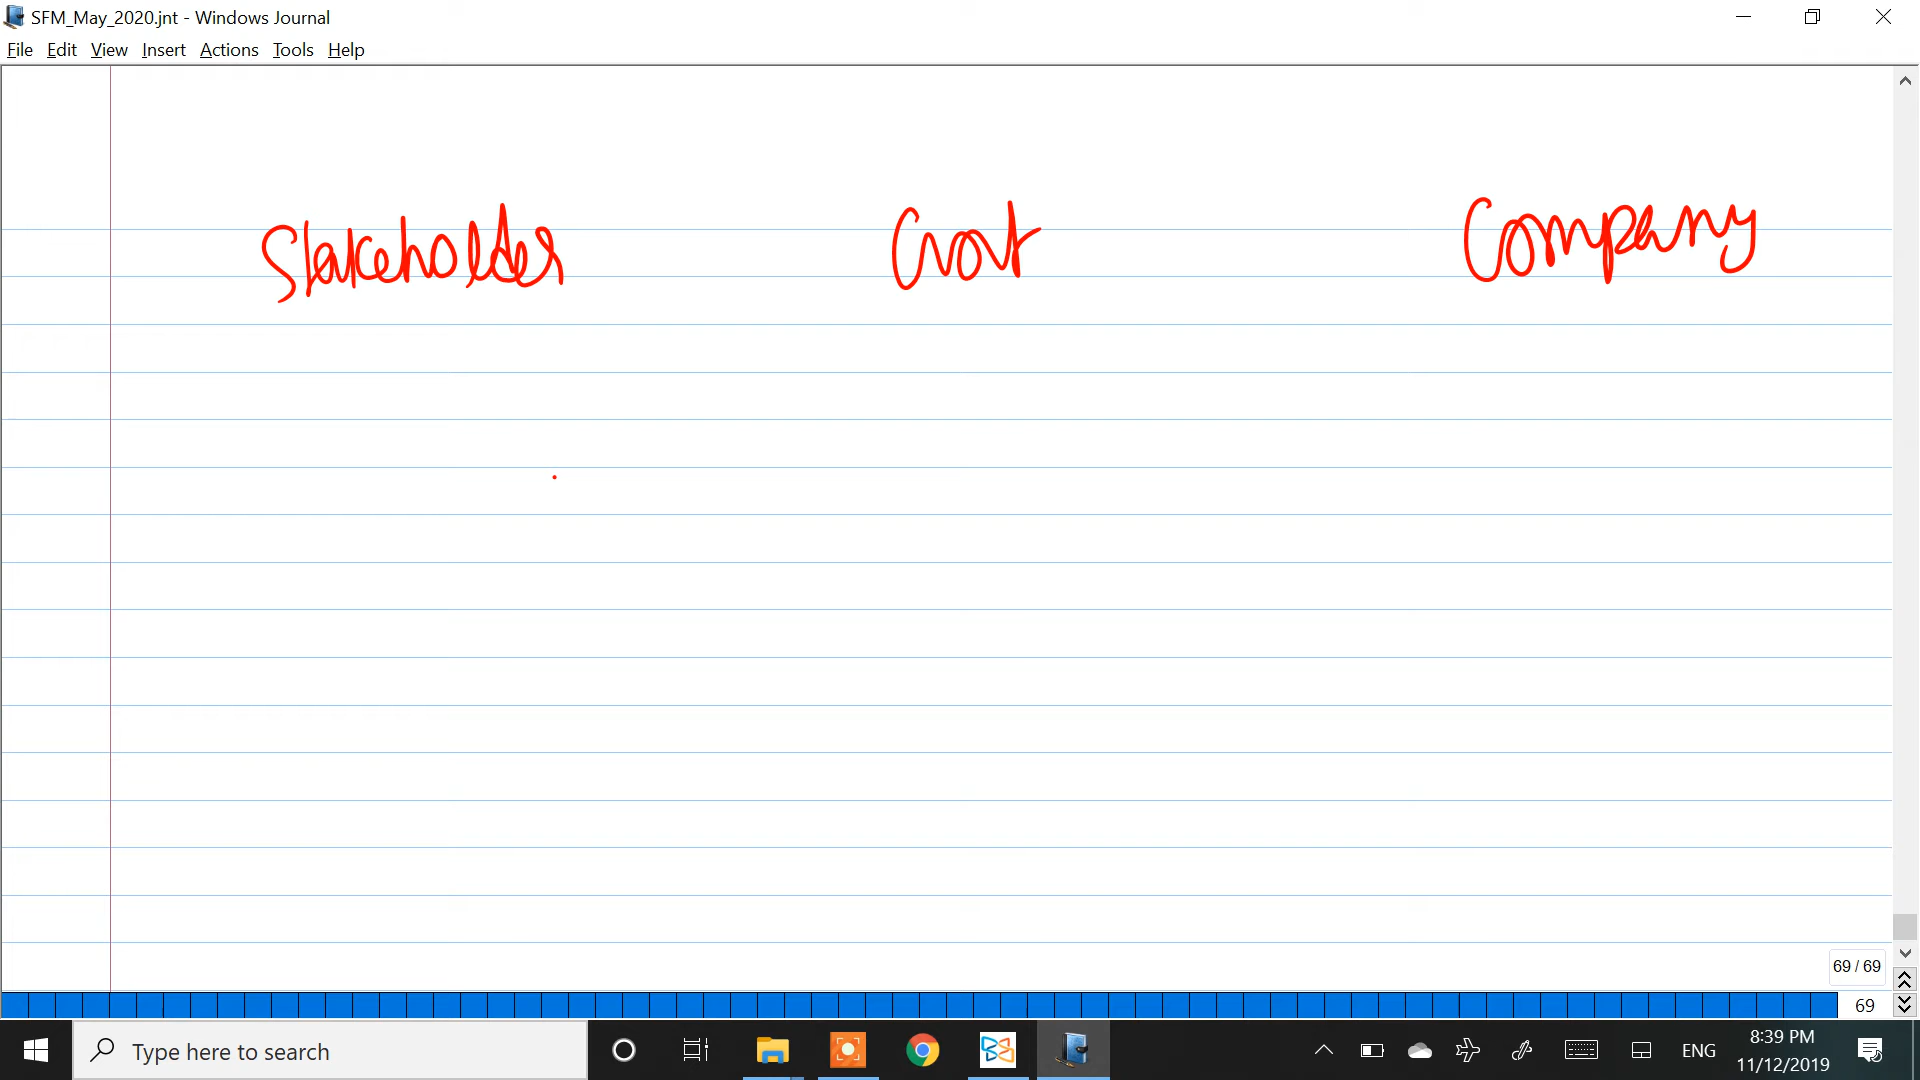 SFM_May_2020.jnt - Windows Journal
File Edit View Insert Actions Tools Help
Stakeholder Govt Company
69 / 69
69
Type here to search
ENG
8:39 PM
11/12/2019